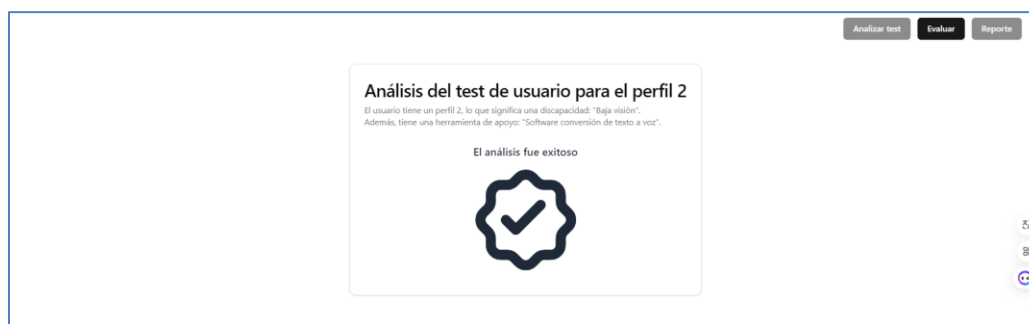 Analizar test
Evaluar
Reporte
Análisis del test de usuario para el perfil 2
El usuario tiene un perfil 2, lo que significa una discapacidad: "Baja visión".
Además, tiene una herramienta de apoyo: "Software conversión de texto a voz".
El análisis fue exitoso